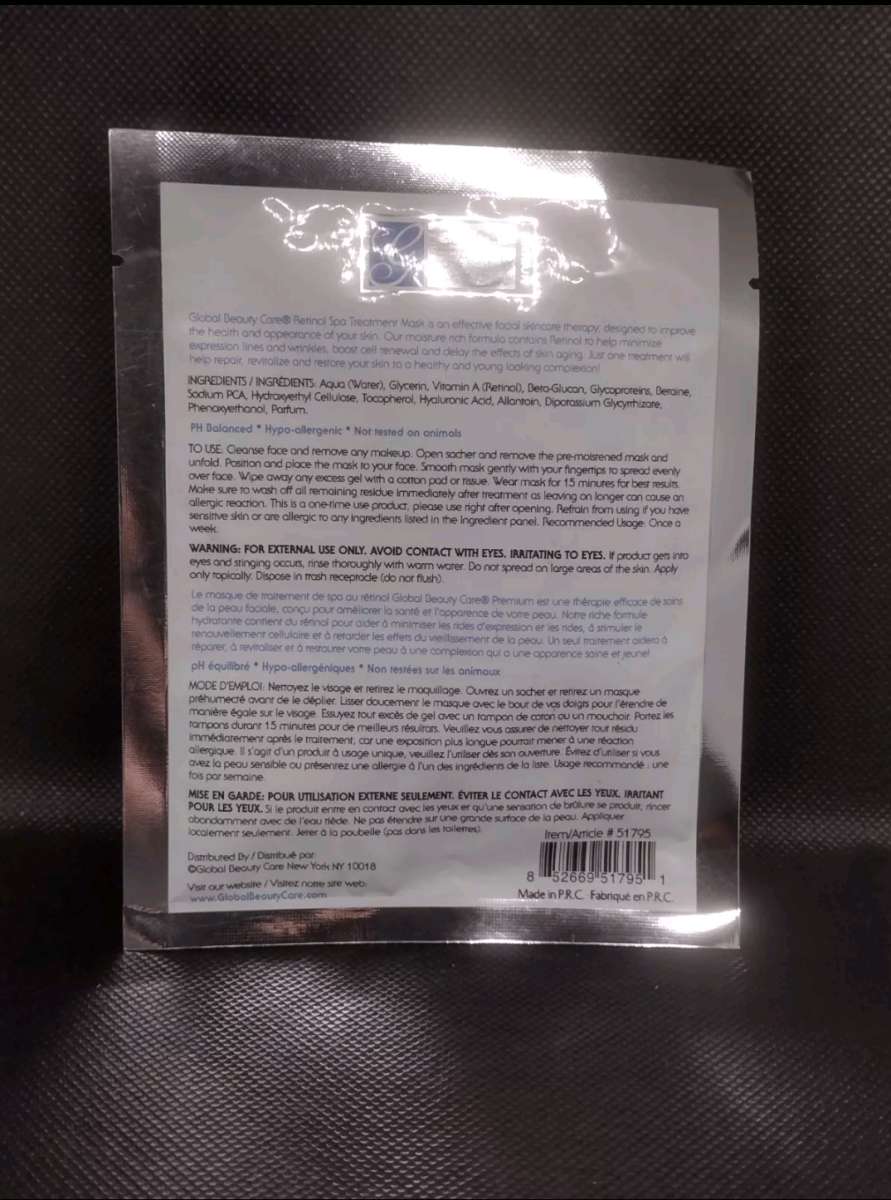 Global Beauty Care® Retinol Spa Treatment Mask is an effective facial skincare therapy, designed to improve
the health and appearance of your skin. Our moisture rich formula contains Retinol to help minimize
expression lines and wrinkles, boost cell renewal and delay the effects of skin aging. Just one treatment will
help repair, revitalize and restore your skin to a healthy and young looking complexion!
INGREDIENTS / INGRÉDIENTS: Aqua (Water), Glycerin, Vitamin A (Retinol), Beta-Glucan, Glycoproteins, Beraine,
Sodium PCA, Hydroxyethyl Cellulose, Tocopherol, Hyaluronic Acid, Allantoin, Dipotassium Glycyrrhizate,
Phenoxyethanol, Parfum.
PH Balanced * Hypo-allergenic * Not tested on animals
TO USE: Cleanse face and remove any makeup. Open sachet and remove the pre-moistened mask and
unfold. Position and place the mask to your face. Smooth mask gently with your fingertips to spread evenly
over face. Wipe away any excess gel with a cotton pad or tissue. Wear mask for 15 minutes for best results.
Make sure to wash off all remaining residue immediately after treatment as leaving on longer can cause an
allergic reaction. This is a one-time use product, please use right after opening. Refrain from using if you have
sensitive skin or are allergic to any ingredients listed in the ingredient panel. Recommended Usage: Once a
week.
WARNING: FOR EXTERNAL USE ONLY. AVOID CONTACT WITH EYES. IRRITATING TO EYES. If product gets into
eyes and stinging occurs, rinse thoroughly with warm water. Do not spread on large areas of the skin. Apply
only topically. Dispose in trash receptacle (do not flush).
Le masque de traitement de spa au rétinol Global Beauty Care® Premium est une thérapie efficace de soins
de la peau faciale, conçu pour améliorer la santé et l'apparence de votre peau. Notre riche formule
hydratante contient du rétinol pour aider à minimiser les rides d'expression et les rides, à stimuler le
renouvellement cellulaire et à retarder les effets du vieillissement de la peau. Un seul traitement aidera à
réparer, à revitaliser et à restaurer votre peau à une complexion qui a une apparence saine et jeune!
pH équilibré * Hypo-allergéniques * Non testées sur les animaux
MODE D'EMPLOI: Nettoyez le visage et retirez le maquillage. Ouvrez un sachet et retirez un masque
préhumecté avant de le déplier. Lisser doucement le masque avec le bout de vos doigts pour l'étendre de
manière égale sur le visage. Essuyez tout excès de gel avec un tampon de coton ou un mouchoir. Portez les
tampons durant 15 minutes pour de meilleurs résultats. Veuillez vous assurer de nettoyer tout résidu
immédiatement après le traitement, car une exposition plus longue pourrait mener à une réaction
allergique. Il s'agit d'un produit à usage unique, veuillez l'utiliser dès son ouverture. Évitez d'utiliser si vous
avez la peau sensible ou présentez une allergie à l'un des ingrédients de la liste. Usage recommandé : une
fois par semaine.
MISE EN GARDE: POUR UTILISATION EXTERNE SEULEMENT. ÉVITER LE CONTACT AVEC LES YEUX. IRRITANT
POUR LES YEUX. Si le produit entre en contact avec les yeux et qu'une sensation de brûlure se produit, rincer
abondamment avec de l'eau tiède. Ne pas étendre sur une grande surface de la peau. Appliquer
localement seulement. Jeter à la poubelle (pas dans les toilettes).
Item/Article # 51795
Distributed By / Distribué par:
©Global Beauty Care New York NY 10018
8 52669 51795 1
Visit our website / Visitez notre site web:
www.GlobalBeautyCare.com
Made in P.R.C. Fabriqué en P.R.C.